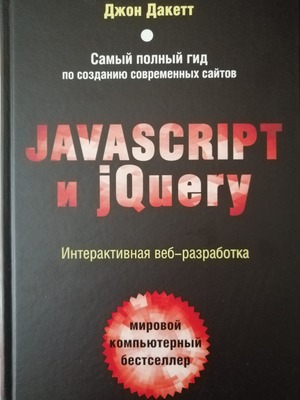 Джон Дакетт
Самый полный гид
по созданию современных сайтов
JAVASCRIPT
и jQuery
Интерактивная веб-разработка
мировой
компьютерный
бестселлер